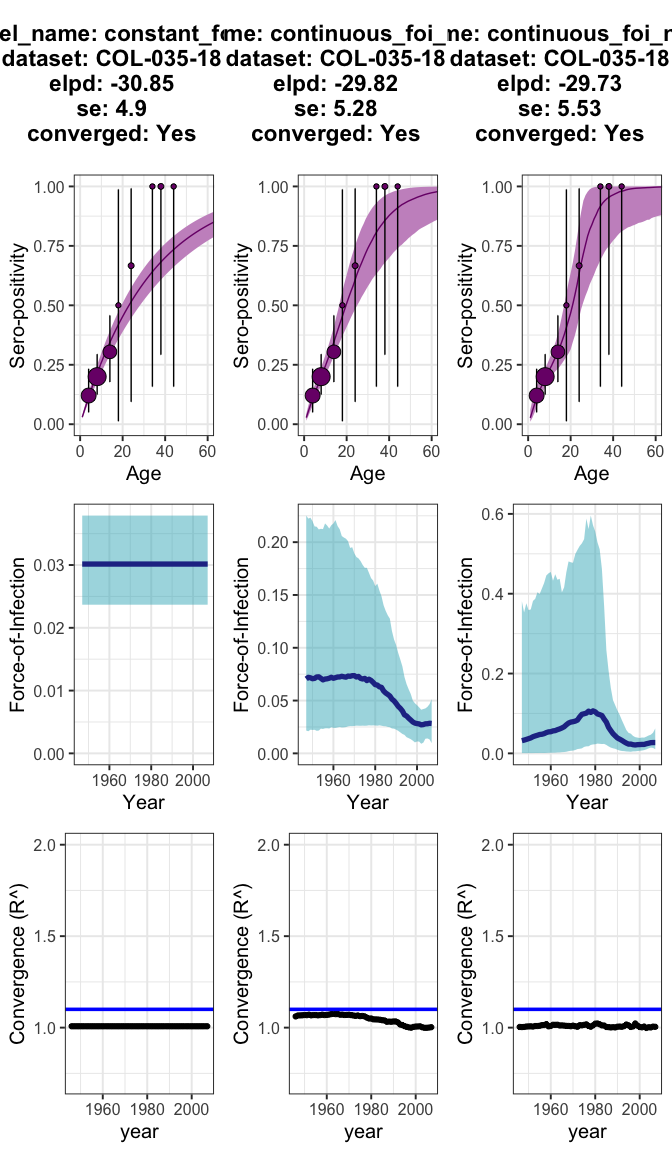 el_name: constant_f
me: continuous_foi_
ne: continuous_foi_n
dataset: COL-035-18
dataset: COL-035-18
dataset: COL-035-18
elpd: -30.85
elpd: -29.82
elpd: -29.73
se: 4.9
se: 5.28
se: 5.53
converged: Yes
converged: Yes
converged: Yes
Sero-positivity
1.00
0.75
0.50
0.25
0.00
0 20 40 60
Age
Sero-positivity
1.00
0.75
0.50
0.25
0.00
0 20 40 60
Age
Sero-positivity
1.00
0.75
0.50
0.25
0.00
0 20 40 60
Age
Force-of-Infection
0.03
0.02
0.01
0.00
1960 1980 2000
Year
Force-of-Infection
0.20
0.15
0.10
0.05
0.00
1960 1980 2000
Year
Force-of-Infection
0.6
0.4
0.2
0.0
1960 1980 2000
Year
Convergence (R^)
2.0
1.5
1.0
1960 1980 2000
year
Convergence (R^)
2.0
1.5
1.0
1960 1980 2000
year
Convergence (R^)
2.0
1.5
1.0
1960 1980 2000
year